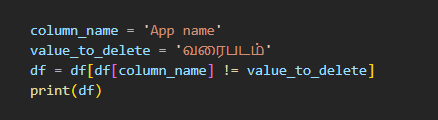 column_name = 'App name'
value_to_delete = 'வரைபடம்'
df = df[df[column_name] != value_to_delete]
print(df)